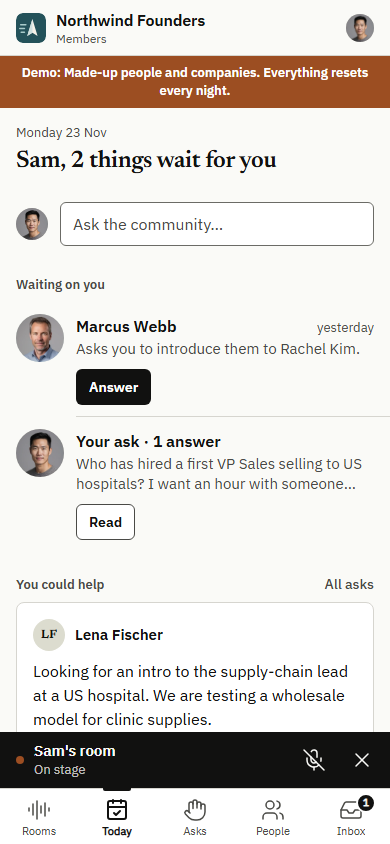 Northwind Founders
Members
Demo: Made-up people and companies. Everything resets
every night.
Monday 23 Nov
Sam, 2 things wait for you
Ask the community...
Waiting on you
Marcus Webb
yesterday
Asks you to introduce them to Rachel Kim.
Answer
Your ask · 1 answer
Who has hired a first VP Sales selling to US
hospitals? I want an hour with someone...
Read
You could help
All asks
LF
Lena Fischer
Looking for an intro to the supply-chain lead
at a US hospital. We are testing a wholesale
model for clinic supplies.
Sam's room
On stage
1
Rooms
Today
Asks
People
Inbox